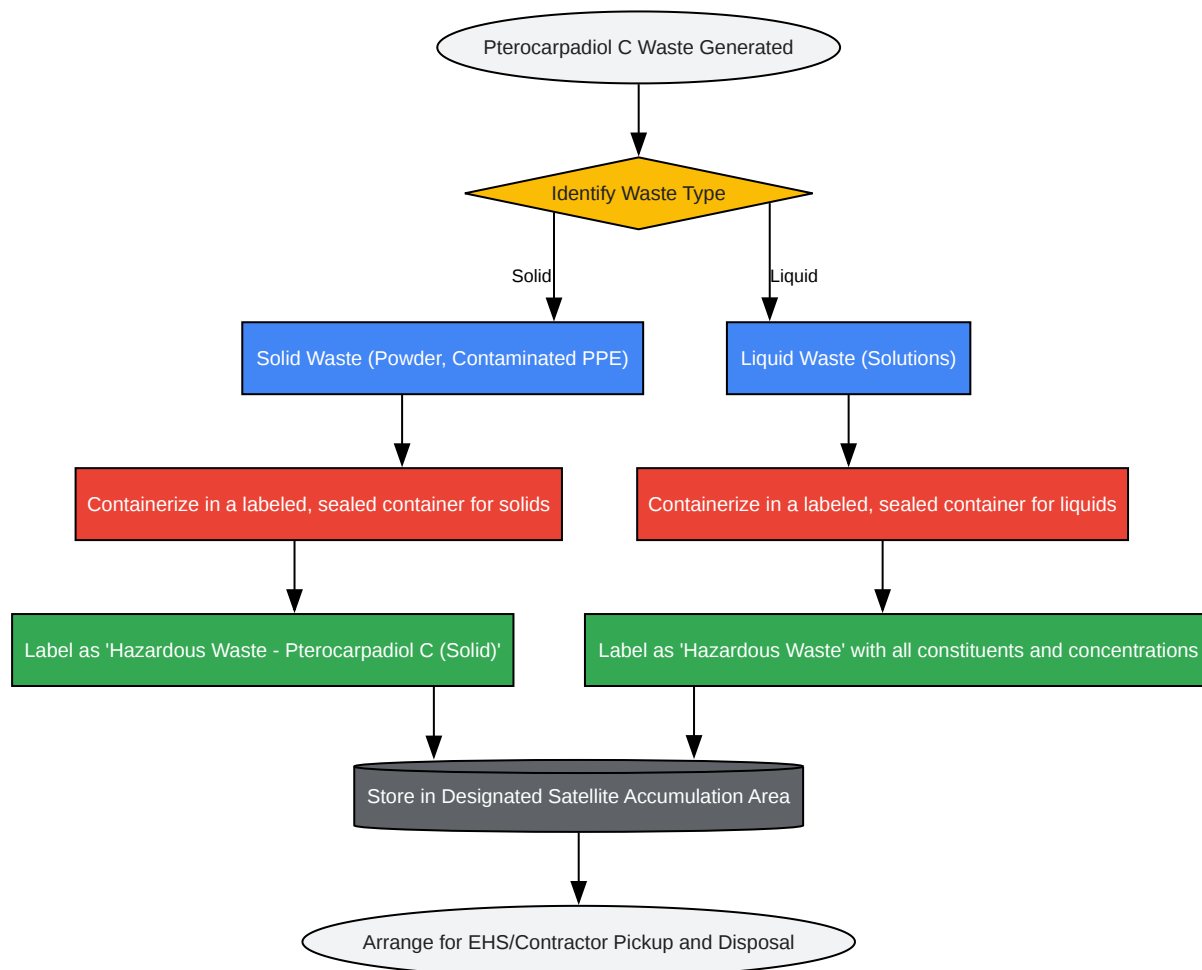 Pterocarpadiol C Waste Generated
Identify Waste Type
Solid
Liquid
Solid Waste (Powder, Contaminated PPE)
Liquid Waste (Solutions)
Containerize in a labeled, sealed container for solids
Containerize in a labeled, sealed container for liquids
Label as 'Hazardous Waste - Pterocarpadiol C (Solid)'
Label as 'Hazardous Waste' with all constituents and concentrations
Store in Designated Satellite Accumulation Area
Arrange for EHS/Contractor Pickup and Disposal